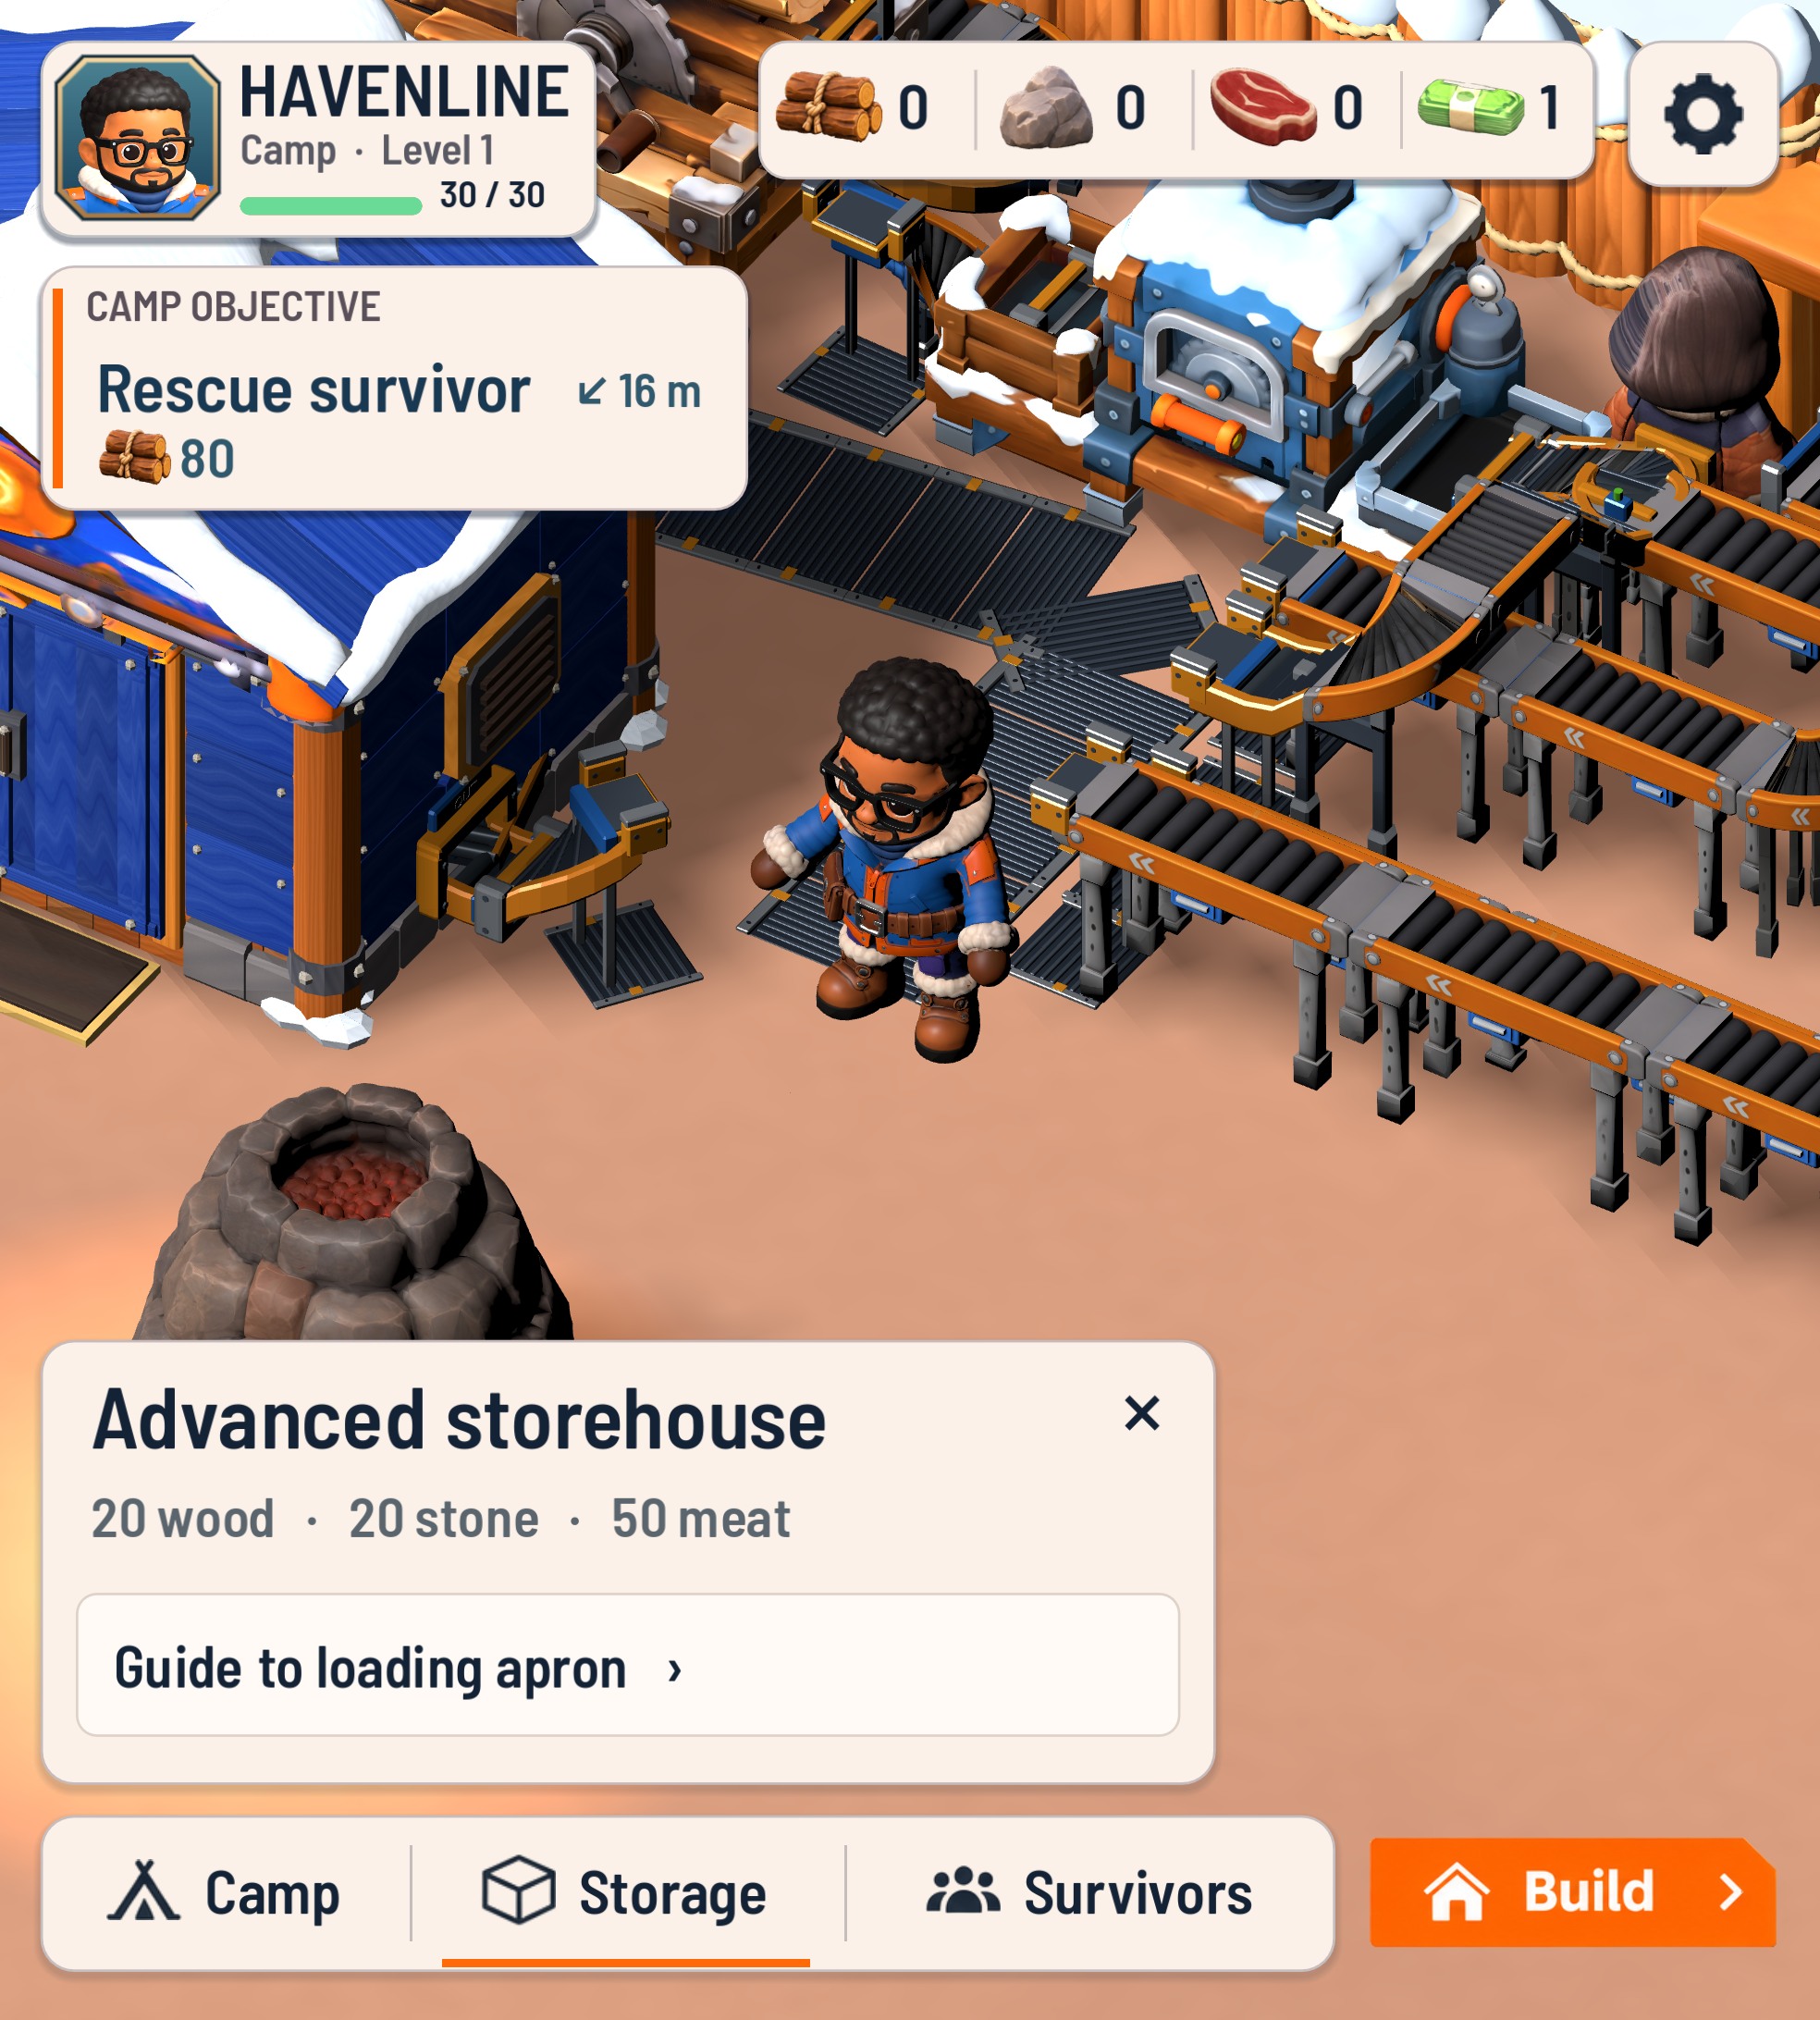 HAVENLINE
Camp · Level 1
30 / 30
0
0
0
1
CAMP OBJECTIVE
Rescue survivor ↙ 16 m
80
Advanced storehouse ×
20 wood · 20 stone · 50 meat
Guide to loading apron ›
Camp
Storage
Survivors
Build ›